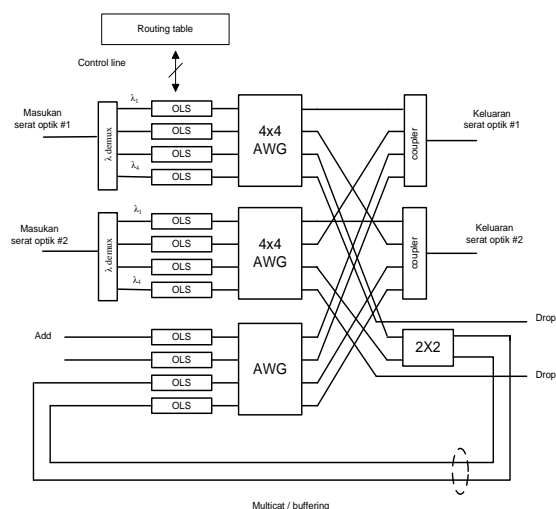 Routing table
Control line
Masukan
serat optik #1
λ demux
λ1
λ4
OLS
OLS
OLS
OLS
4x4
AWG
coupler
Keluaran
serat optik #1
Masukan
serat optik #2
λ demux
λ1
λ4
OLS
OLS
OLS
OLS
4x4
AWG
coupler
Keluaran
serat optik #2
Add
OLS
OLS
OLS
OLS
AWG
2X2
Drop
Drop
Multicat / buffering